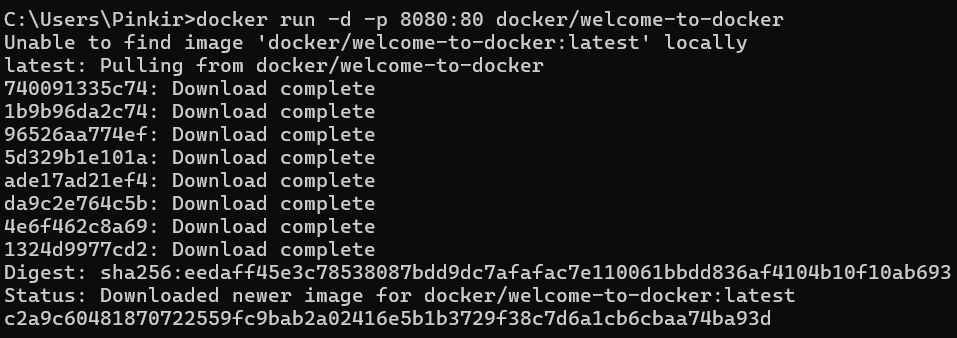 C:\Users\Pinkir>docker run -d -p 8080:80 docker/welcome-to-docker
Unable to find image 'docker/welcome-to-docker:latest' locally
latest: Pulling from docker/welcome-to-docker
740091335c74: Download complete
1b9b96da2c74: Download complete
96526aa774ef: Download complete
5d329b1e101a: Download complete
ade17ad21ef4: Download complete
da9c2e764c5b: Download complete
4e6f462c8a69: Download complete
1324d9977cd2: Download complete
Digest: sha256:eedaff45e3c78538087bdd9dc7afafac7e110061bbdd836af4104b10f10ab693
Status: Downloaded newer image for docker/welcome-to-docker:latest
c2a9c60481870722559fc9bab2a02416e5b1b3729f38c7d6a1cb6cbaa74ba93d